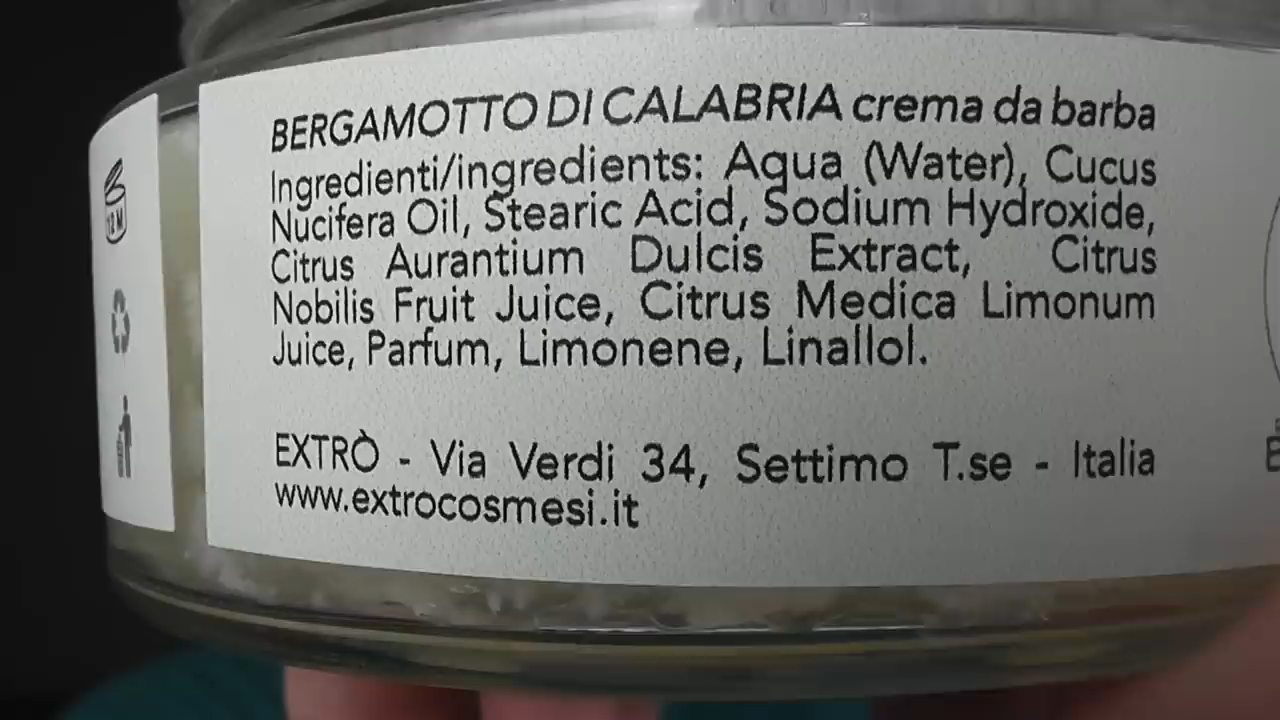 BERGAMOTTO DI CALABRIA crema da barba
Ingredienti/ingredients: Aqua (Water), Cucus
Nucifera Oil, Stearic Acid, Sodium Hydroxide,
Citrus Aurantium Dulcis Extract, Citrus
Nobilis Fruit Juice, Citrus Medica Limonum
Juice, Parfum, Limonene, Linallol.
EXTRÒ - Via Verdi 34, Settimo T.se - Italia
www.extrocosmesi.it
12 M